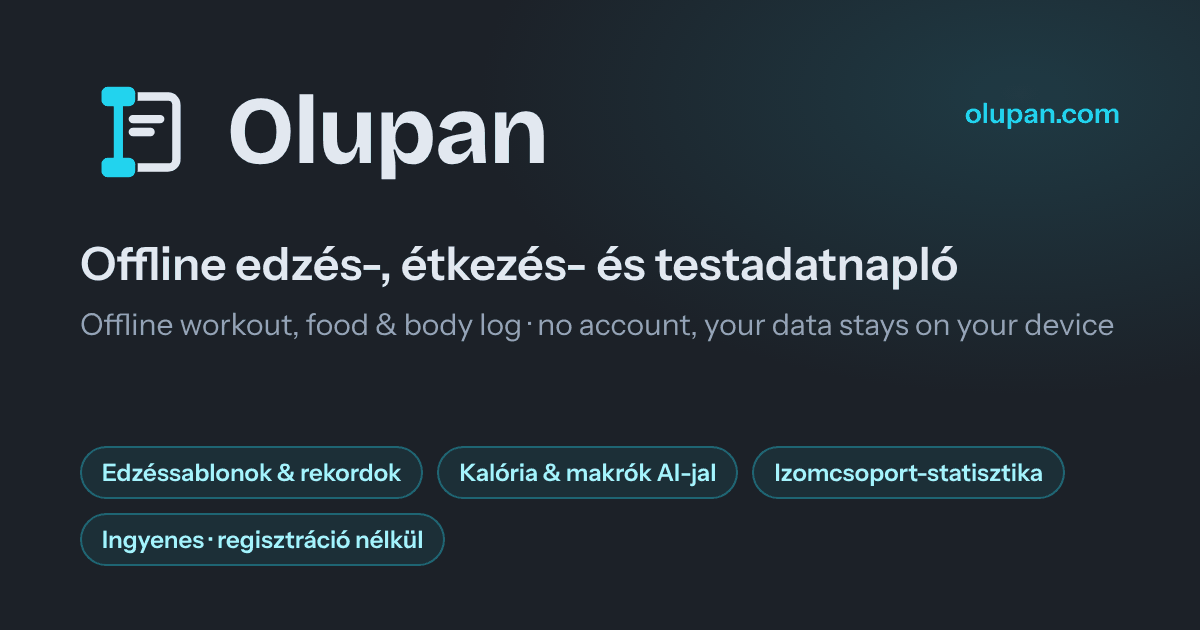 Olupan
olupan.com
Offline edzés-, étkezés- és testadatnapló
Offline workout, food & body log · no account, your data stays on your device
Edzéssablonok & rekordok
Kalória & makrók AI-jal
Izomcsoport-statisztika
Ingyenes · regisztráció nélkül